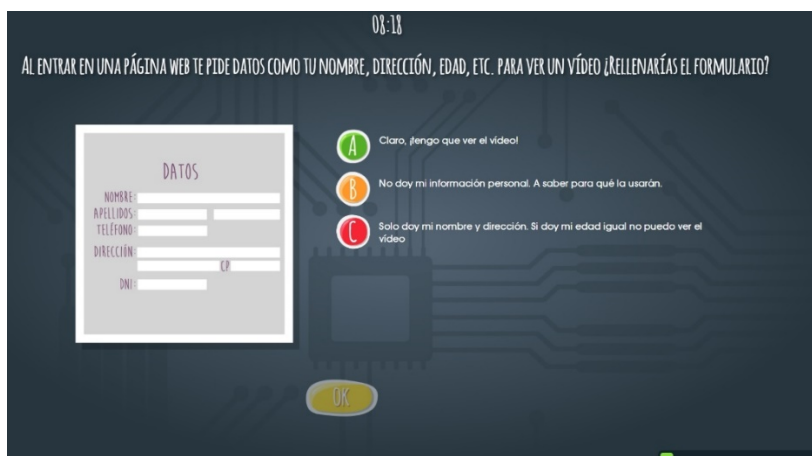 08:18
AL ENTRAR EN UNA PÁGINA WEB TE PIDE DATOS COMO TU NOMBRE, DIRECCIÓN, EDAD, ETC. PARA VER UN VÍDEO ¿RELLENARÍAS EL FORMULARIO?
DATOS
NOMBRE:
APELLIDOS:
TELÉFONO:
DIRECCIÓN:
CP
DNI:
A Claro, ¡tengo que ver el vídeo!
B No doy mi información personal. A saber para qué la usarán.
C Solo doy mi nombre y dirección. Si doy mi edad igual no puedo ver el
vídeo
OK